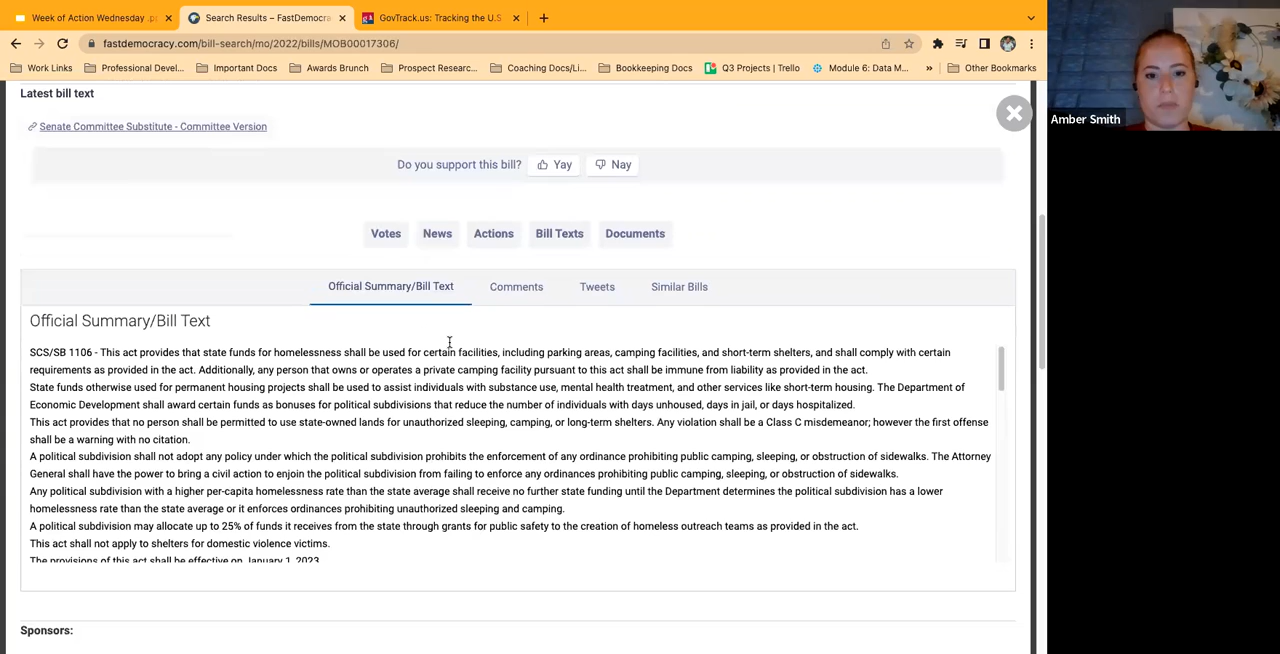 Week of Action Wednesday .ps
Search Results – FastDemocra
GovTrack.us: Tracking the U.S
fastdemocracy.com/bill-search/mo/2022/bills/MOB00017306/
Work Links
Professional Devel...
Important Docs
Awards Brunch
Prospect Researc...
Coaching Docs/Li...
Bookkeeping Docs
Q3 Projects | Trello
Module 6: Data M...
»
Other Bookmarks
Latest bill text
Senate Committee Substitute - Committee Version
Do you support this bill? Yay Nay
Votes News Actions Bill Texts Documents
Official Summary/Bill Text Comments Tweets Similar Bills
Official Summary/Bill Text
SCS/SB 1106 - This act provides that state funds for homelessness shall be used for certain facilities, including parking areas, camping facilities, and short-term shelters, and shall comply with certain
requirements as provided in the act. Additionally, any person that owns or operates a private camping facility pursuant to this act shall be immune from liability as provided in the act.
State funds otherwise used for permanent housing projects shall be used to assist individuals with substance use, mental health treatment, and other services like short-term housing. The Department of
Economic Development shall award certain funds as bonuses for political subdivisions that reduce the number of individuals with days unhoused, days in jail, or days hospitalized.
This act provides that no person shall be permitted to use state-owned lands for unauthorized sleeping, camping, or long-term shelters. Any violation shall be a Class C misdemeanor; however the first offense
shall be a warning with no citation.
A political subdivision shall not adopt any policy under which the political subdivision prohibits the enforcement of any ordinance prohibiting public camping, sleeping, or obstruction of sidewalks. The Attorney
General shall have the power to bring a civil action to enjoin the political subdivision from failing to enforce any ordinances prohibiting public camping, sleeping, or obstruction of sidewalks.
Any political subdivision with a higher per-capita homelessness rate than the state average shall receive no further state funding until the Department determines the political subdivision has a lower
homelessness rate than the state average or it enforces ordinances prohibiting unauthorized sleeping and camping.
A political subdivision may allocate up to 25% of funds it receives from the state through grants for public safety to the creation of homeless outreach teams as provided in the act.
This act shall not apply to shelters for domestic violence victims.
The provisions of this act shall be effective on January 1, 2023
Sponsors:
Amber Smith